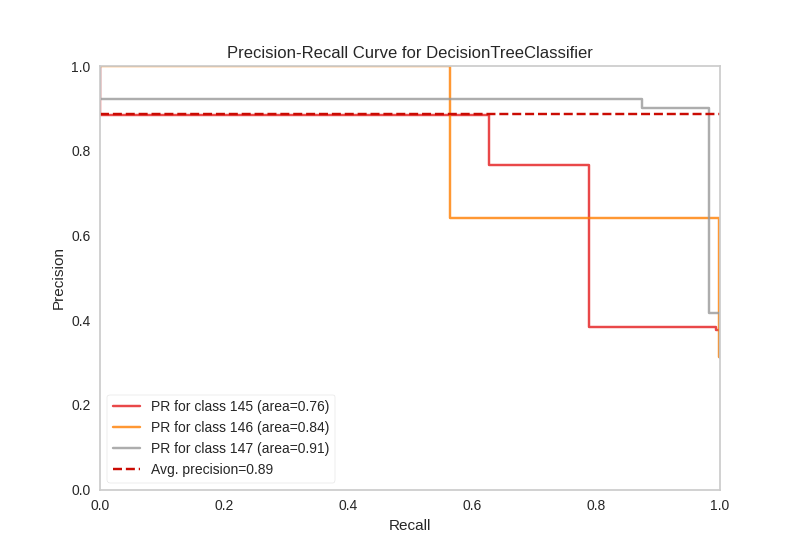 Precision-Recall Curve for DecisionTreeClassifier
1.0
0.8
0.6
0.4
0.2
0.0
Precision
PR for class 145 (area=0.76)
PR for class 146 (area=0.84)
PR for class 147 (area=0.91)
Avg. precision=0.89
0.0 0.2 0.4 0.6 0.8 1.0
Recall